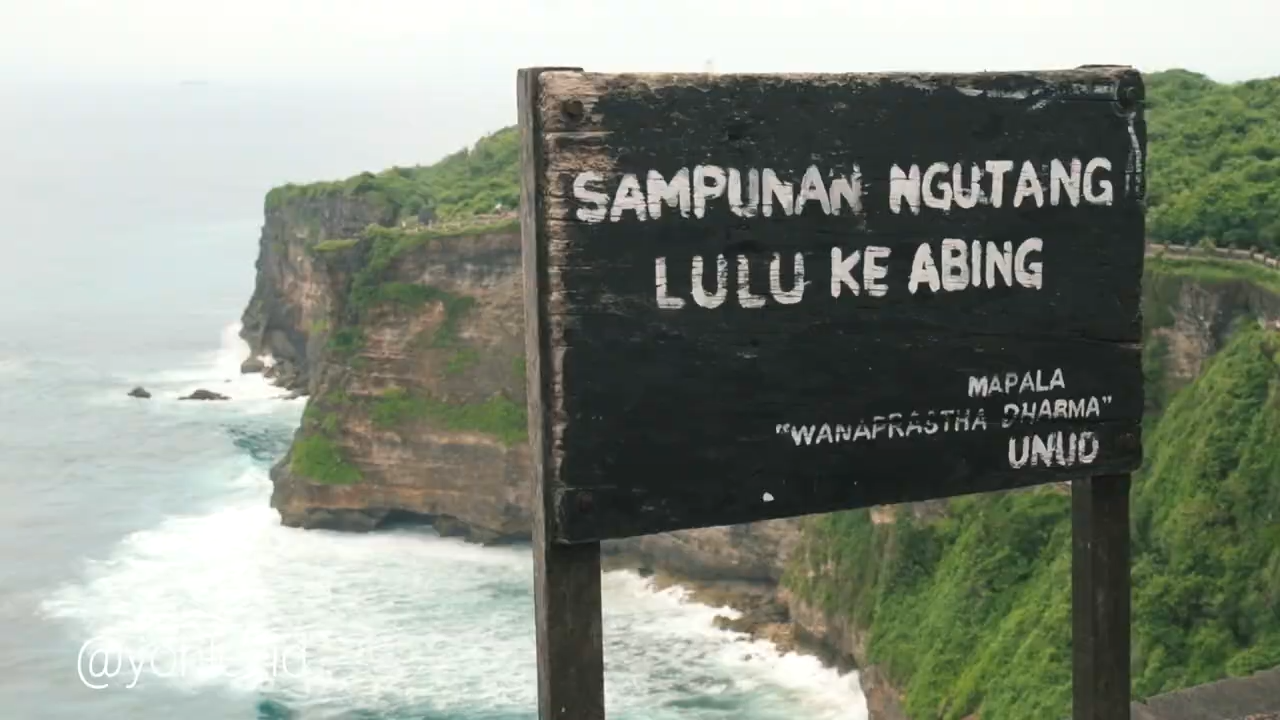 SAMPUNAN NGUTANG
LULU KE ABING
MAPALA
"WANAPRASTHA DHARMA"
UNUD